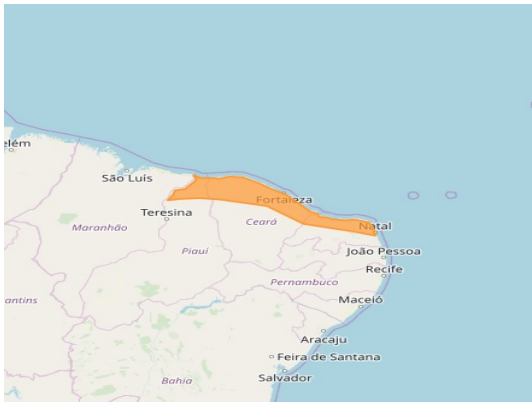 elém
São Luís
Fortaleza
Teresina
Ceará
Maranhão
Natal
Piauí
João Pessoa
Recife
Pernambuco
antins
Maceió
Aracaju
Feira de Santana
Bahia
Salvador